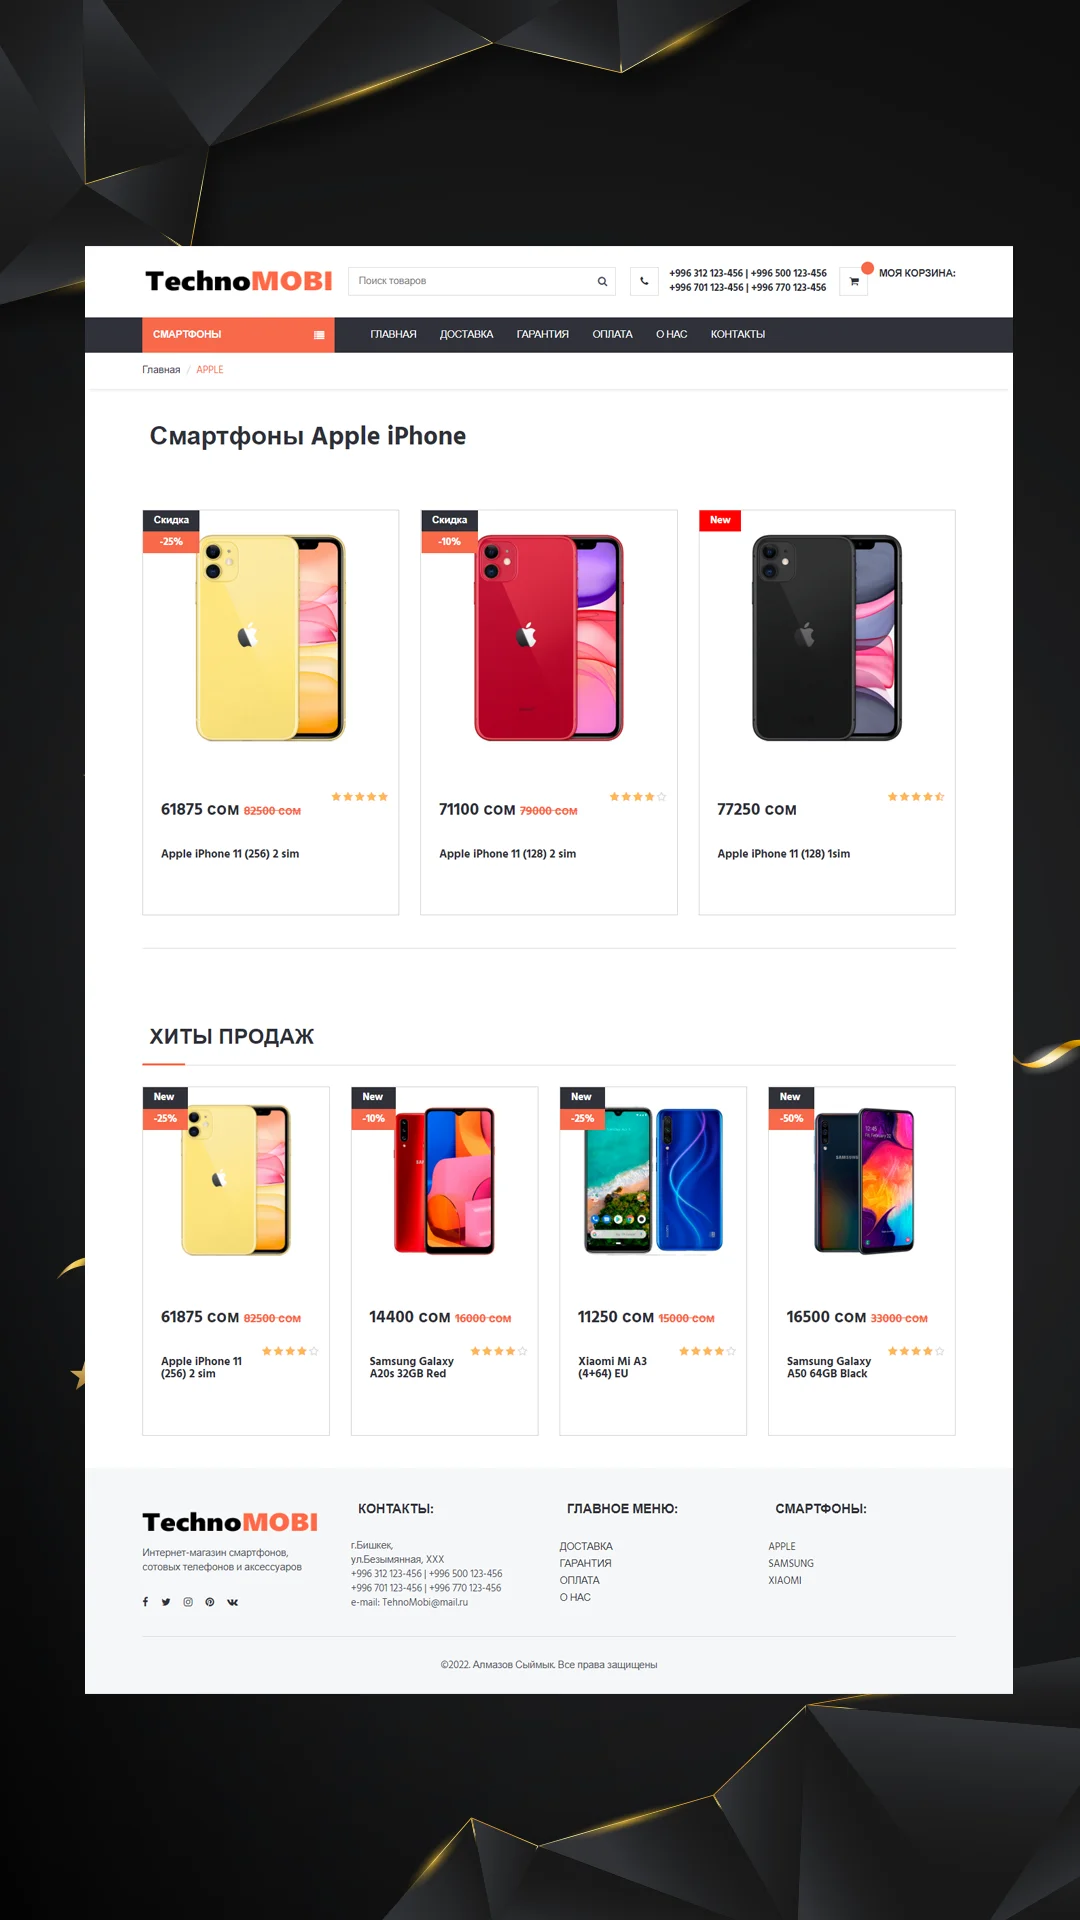 TechnoMOBI
Поиск товаров
+996 312 123-456 | +996 500 123-456
+996 701 123-456 | +996 770 123-456
МОЯ КОРЗИНА:
СМАРТФОНЫ
ГЛАВНАЯ ДОСТАВКА ГАРАНТИЯ ОПЛАТА О НАС КОНТАКТЫ
Главная / APPLE
Смартфоны Apple iPhone
Скидка
-25%
61875 сом 82500 сом
Apple iPhone 11 (256) 2 sim
Скидка
-10%
71100 сом 79000 сом
Apple iPhone 11 (128) 2 sim
New
77250 сом
Apple iPhone 11 (128) 1sim
ХИТЫ ПРОДАЖ
New
-25%
61875 сом 82500 сом
Apple iPhone 11
(256) 2 sim
New
-10%
14400 сом 16000 сом
Samsung Galaxy
A20s 32GB Red
New
-25%
11250 сом 15000 сом
Xiaomi Mi A3
(4+64) EU
New
-50%
16500 сом 33000 сом
Samsung Galaxy
A50 64GB Black
TechnoMOBI
Интернет-магазин смартфонов,
сотовых телефонов и аксессуаров
КОНТАКТЫ:
г.Бишкек,
ул.Безымянная, XXX
+996 312 123-456 | +996 500 123-456
+996 701 123-456 | +996 770 123-456
e-mail: TehnoMobi@mail.ru
ГЛАВНОЕ МЕНЮ:
ДОСТАВКА
ГАРАНТИЯ
ОПЛАТА
О НАС
СМАРТФОНЫ:
APPLE
SAMSUNG
XIAOMI
©2022. Алмазов Сыймык. Все права защищены